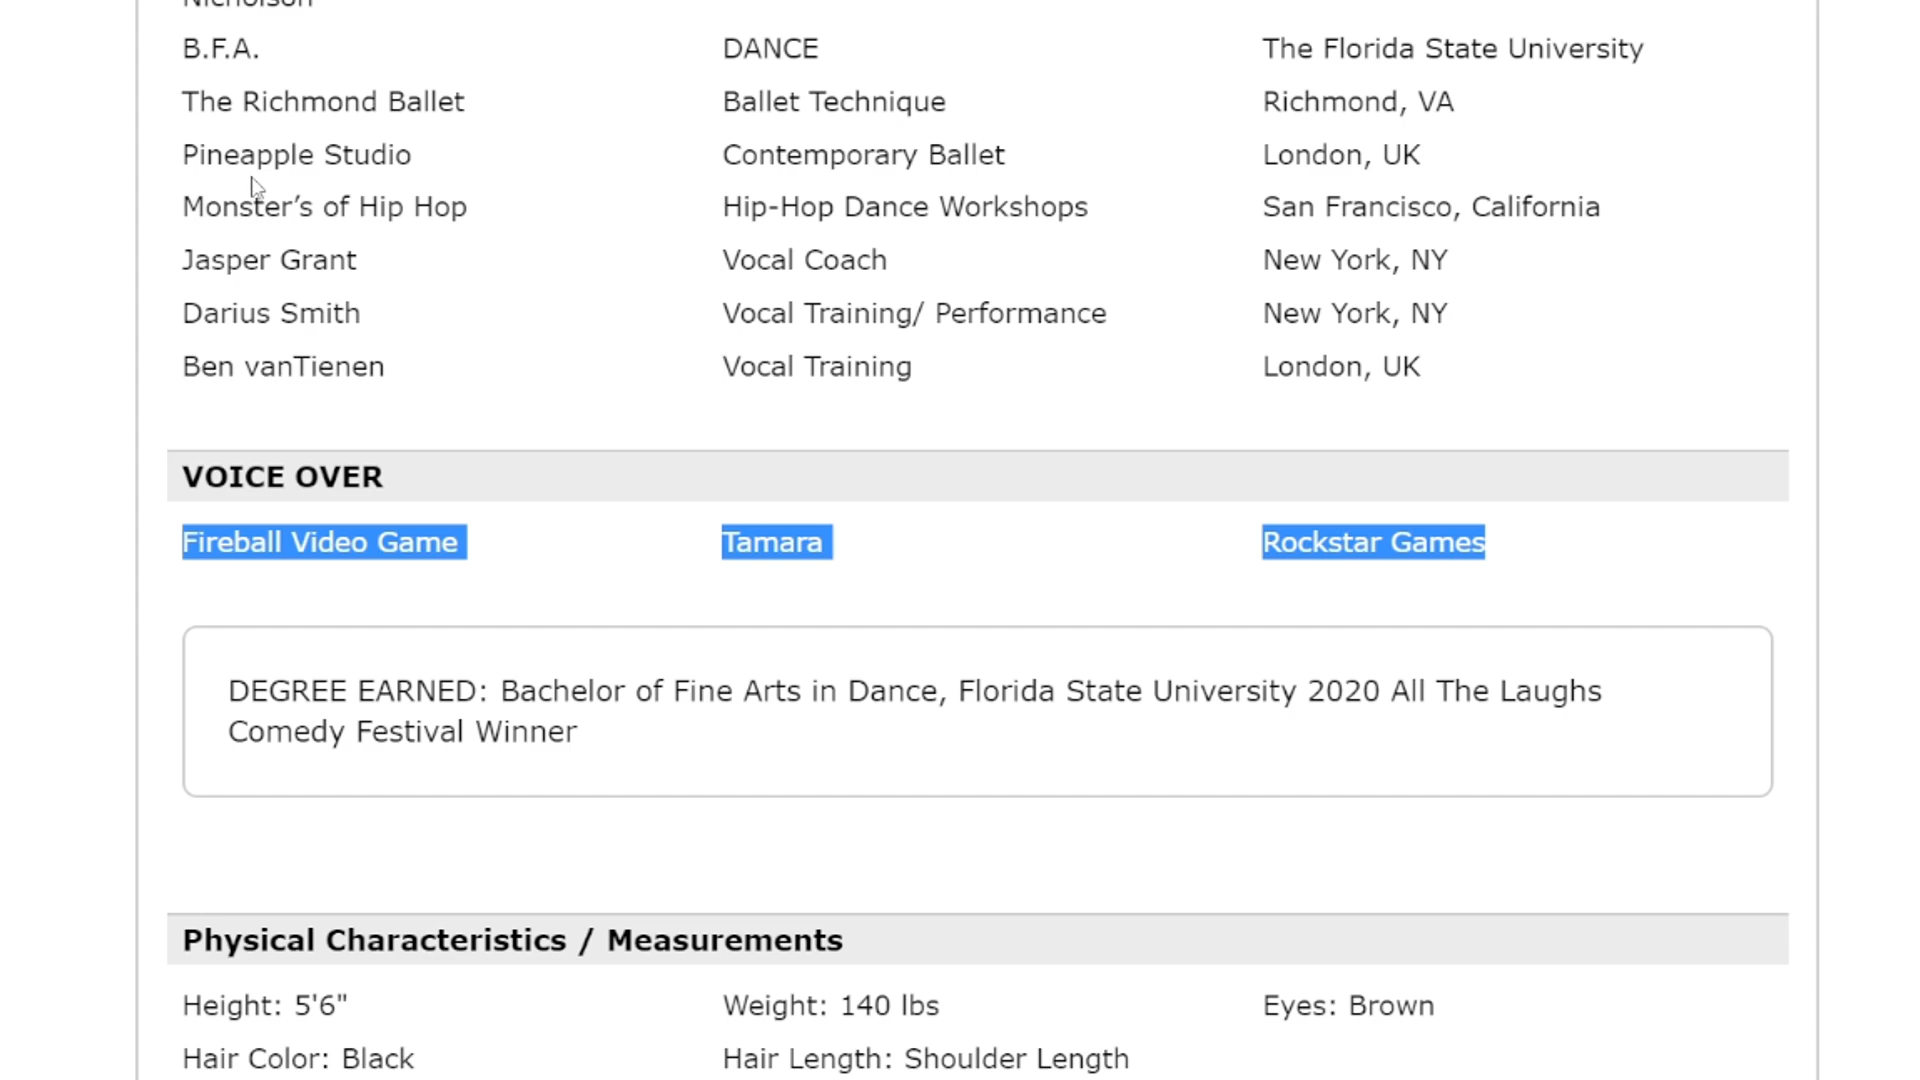 Nicholson
B.F.A. DANCE The Florida State University
The Richmond Ballet Ballet Technique Richmond, VA
Pineapple Studio Contemporary Ballet London, UK
Monster’s of Hip Hop Hip-Hop Dance Workshops San Francisco, California
Jasper Grant Vocal Coach New York, NY
Darius Smith Vocal Training/ Performance New York, NY
Ben vanTienen Vocal Training London, UK
VOICE OVER
Fireball Video Game Tamara Rockstar Games
DEGREE EARNED: Bachelor of Fine Arts in Dance, Florida State University 2020 All The Laughs
Comedy Festival Winner
Physical Characteristics / Measurements
Height: 5'6" Weight: 140 lbs Eyes: Brown
Hair Color: Black Hair Length: Shoulder Length